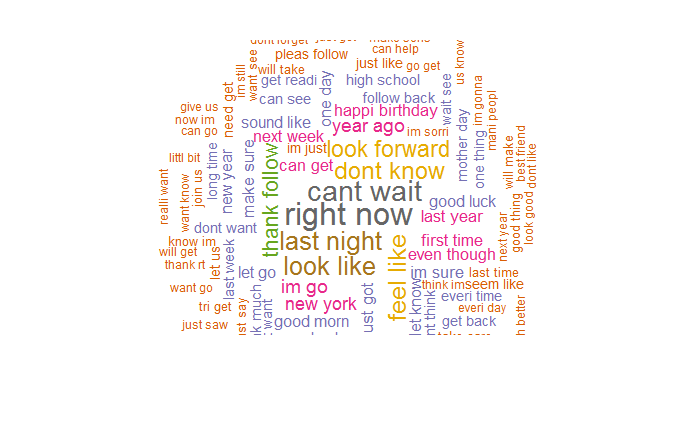 dont forget
pleas follow
can help
will take
just like
go get
us know
want see
im still
get readi
one day
high school
wait see
im gonna
mani peopl
give us
now im
can go
need get
can see
follow back
happi birthday
sound like
year ago
im sorri
mother day
one thing
next week
im just
look forward
littl bit
long time
new year
make sure
can get
dont know
will make
best friend
dont like
join us
want know
realli want
thank follow
cant wait
good luck
right now
last year
look good
good thing
next year
dont want
last night
first time
know im
even though
will get
let us
thank rt
last week
let go
look like
feel like
im sure
last time
want go
im go
think im
seem like
tri get
new york
let know
everi time
everi day
just saw
good morn
get back